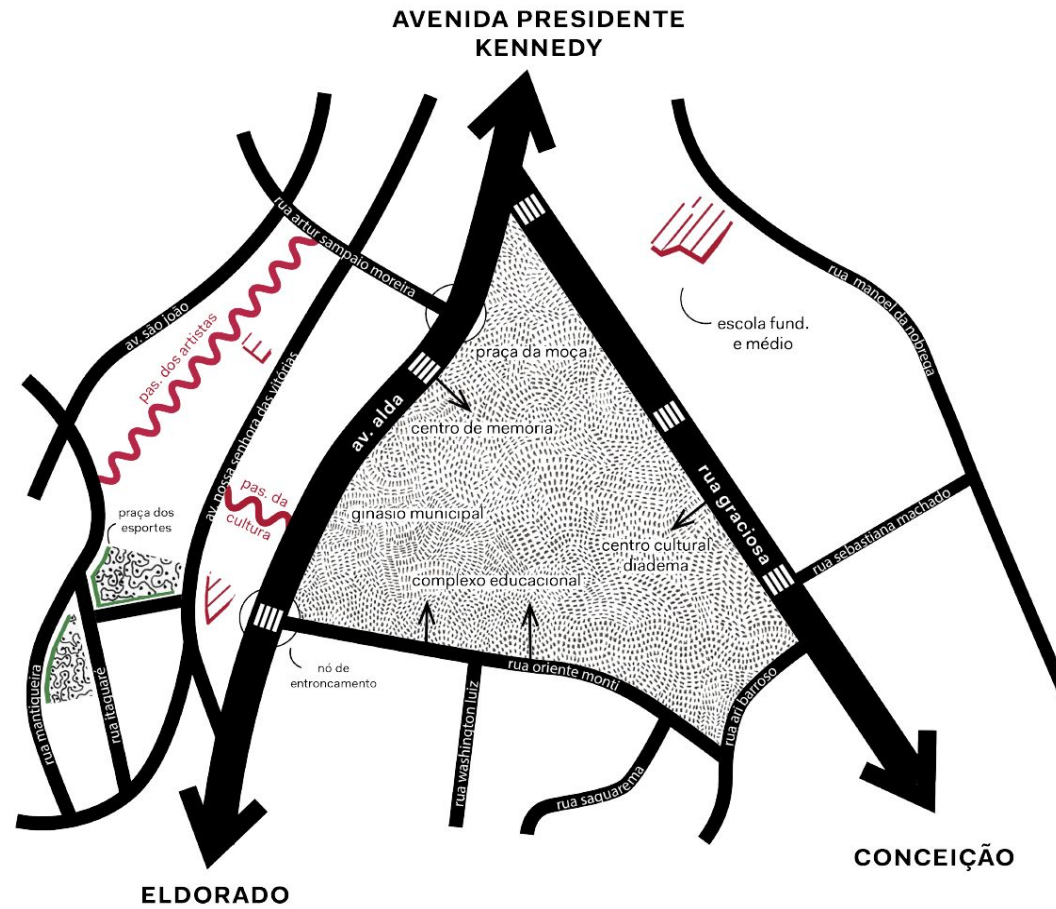 AVENIDA PRESIDENTE
KENNEDY
rua artur sampaio moreira
av. são joão
pas. dos artistas
av. nossa senhora das vitórias
praça da moça
centro de memória
av. alda
escola fund.
e médio
rua manoel da nobrega
praça dos
esportes
pas. da
cultura
ginásio municipal
rua graciosa
centro cultural
diadema
rua sebastiana machado
complexo educacional
nó de
entroncamento
rua oriente monti
rua mantiqueira
rua itaquaré
rua washington luiz
rua saquarema
rua ari barroso
CONCEIÇÃO
ELDORADO